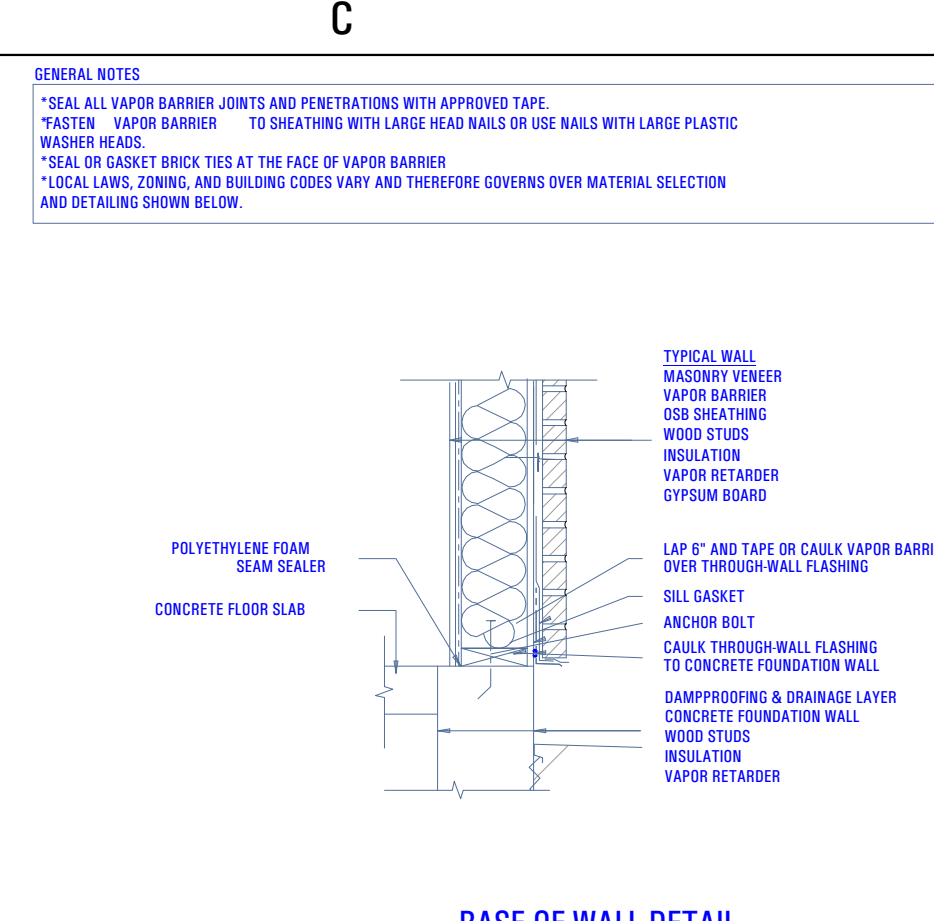 C
GENERAL NOTES
*SEAL ALL VAPOR BARRIER JOINTS AND PENETRATIONS WITH APPROVED TAPE.
*FASTEN VAPOR BARRIER TO SHEATHING WITH LARGE HEAD NAILS OR USE NAILS WITH LARGE PLASTIC
WASHER HEADS.
*SEAL OR GASKET BRICK TIES AT THE FACE OF VAPOR BARRIER
*LOCAL LAWS, ZONING, AND BUILDING CODES VARY AND THEREFORE GOVERNS OVER MATERIAL SELECTION
AND DETAILING SHOWN BELOW.
TYPICAL WALL
MASONRY VENEER
VAPOR BARRIER
OSB SHEATHING
WOOD STUDS
INSULATION
VAPOR RETARDER
GYPSUM BOARD
POLYETHYLENE FOAM
SEAM SEALER
CONCRETE FLOOR SLAB
LAP 6" AND TAPE OR CAULK VAPOR BARRI
OVER THROUGH-WALL FLASHING
SILL GASKET
ANCHOR BOLT
CAULK THROUGH-WALL FLASHING
TO CONCRETE FOUNDATION WALL
DAMPPROOFING & DRAINAGE LAYER
CONCRETE FOUNDATION WALL
WOOD STUDS
INSULATION
VAPOR RETARDER
BASE OF WALL DETAIL